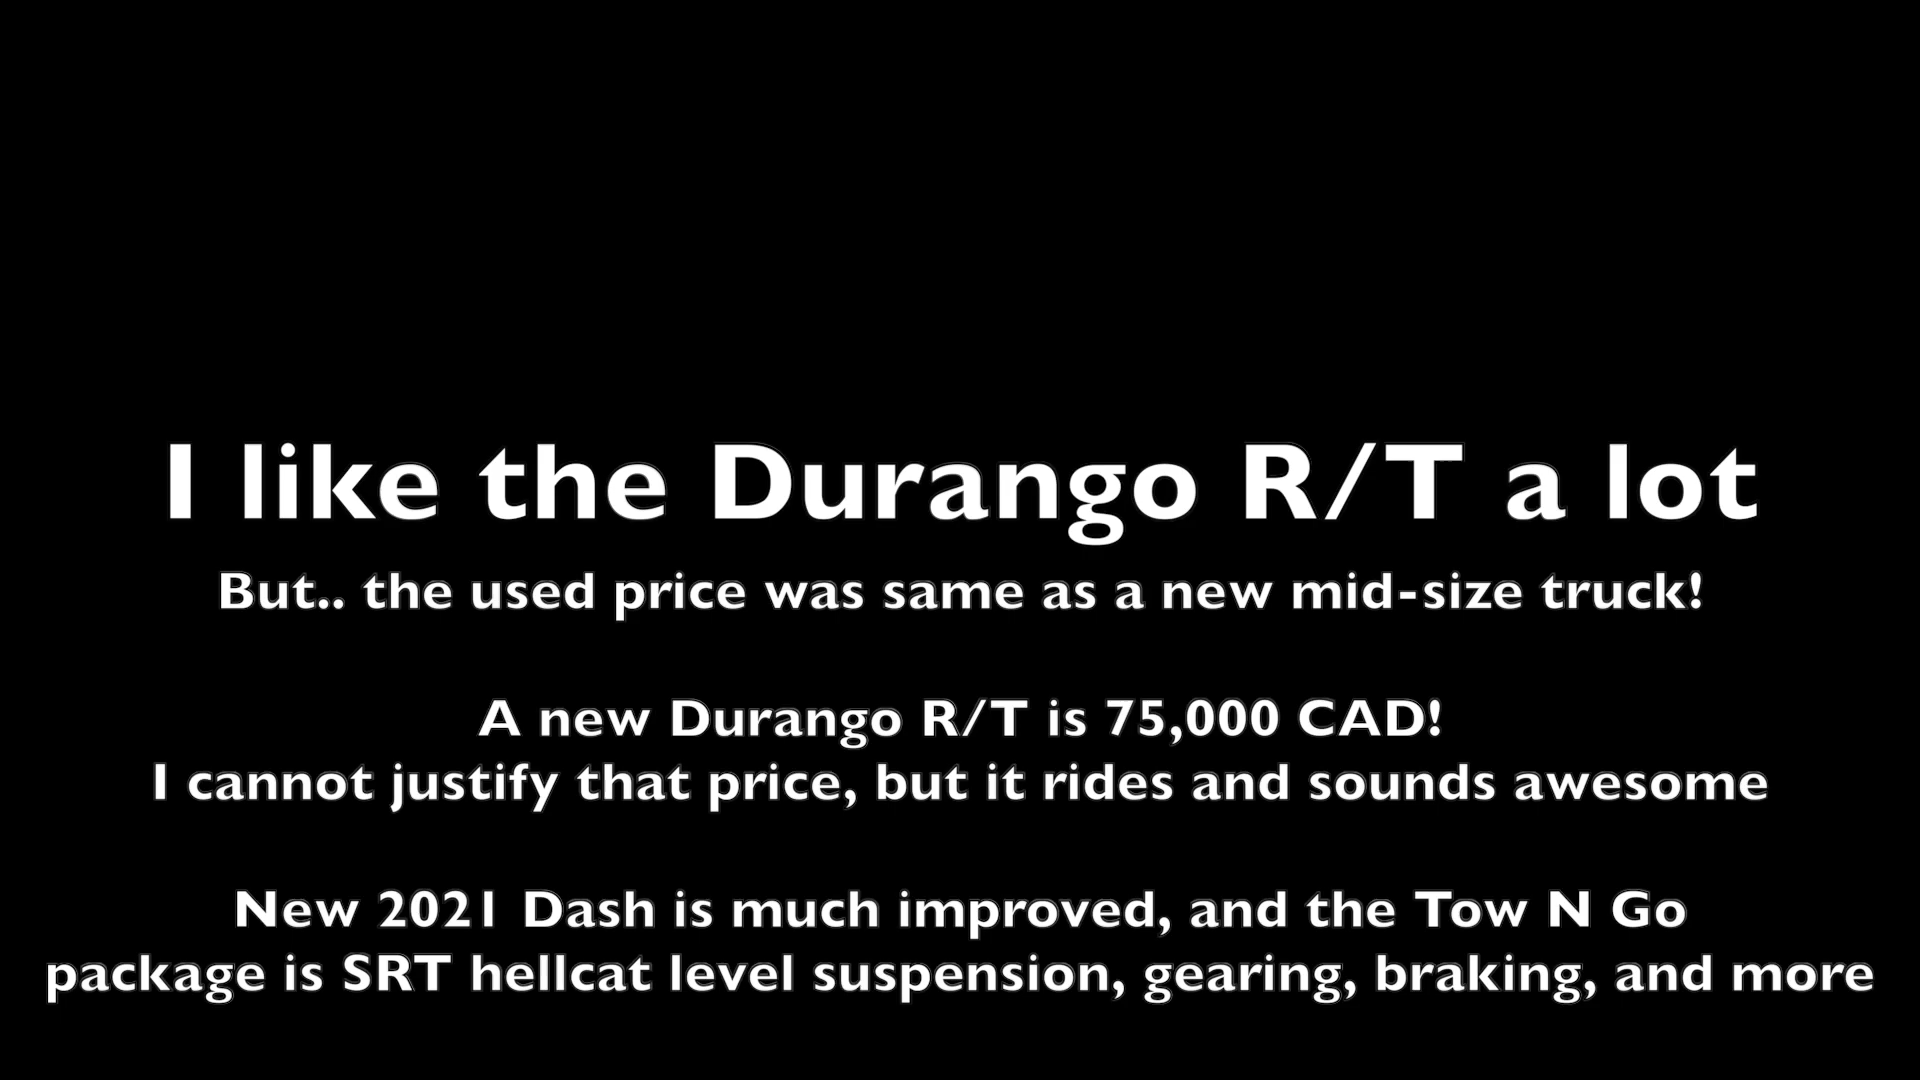 I like the Durango R/T a lot
But.. the used price was same as a new mid-size truck!
A new Durango R/T is 75,000 CAD!
I cannot justify that price, but it rides and sounds awesome
New 2021 Dash is much improved, and the Tow N Go
package is SRT hellcat level suspension, gearing, braking, and more